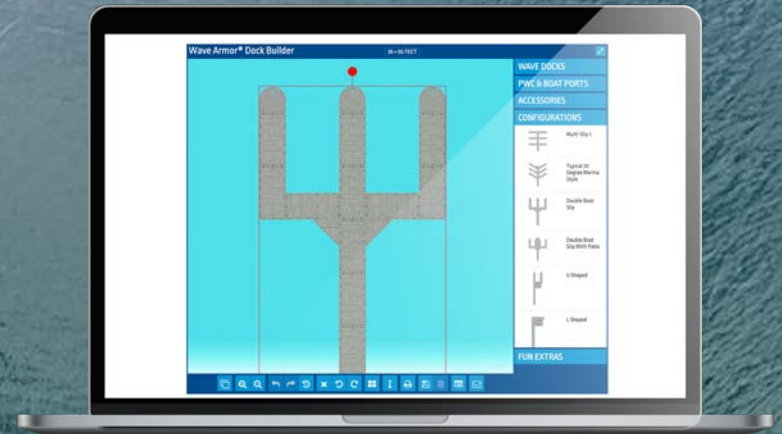 Wave Armor® Dock Builder
WAVE DOCKS
PWC & BOAT PORTS
ACCESSORIES
CONFIGURATIONS
Multi-Slip I
Typical 30
Degree Marina
Style
Double Boat
Slip
Double Boat
Slip With Patio
U Shaped
L Shaped
FUN EXTRAS